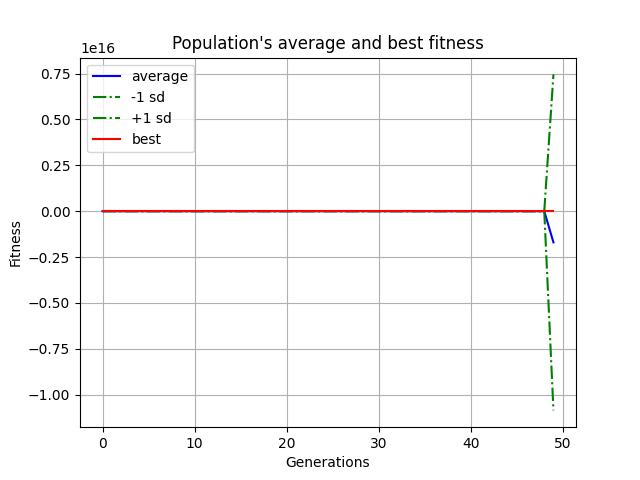 Population's average and best fitness
1e16
average
-1 sd
+1 sd
best
0.75
0.50
0.25
0.00
−0.25
−0.50
−0.75
−1.00
Fitness
0 10 20 30 40 50
Generations